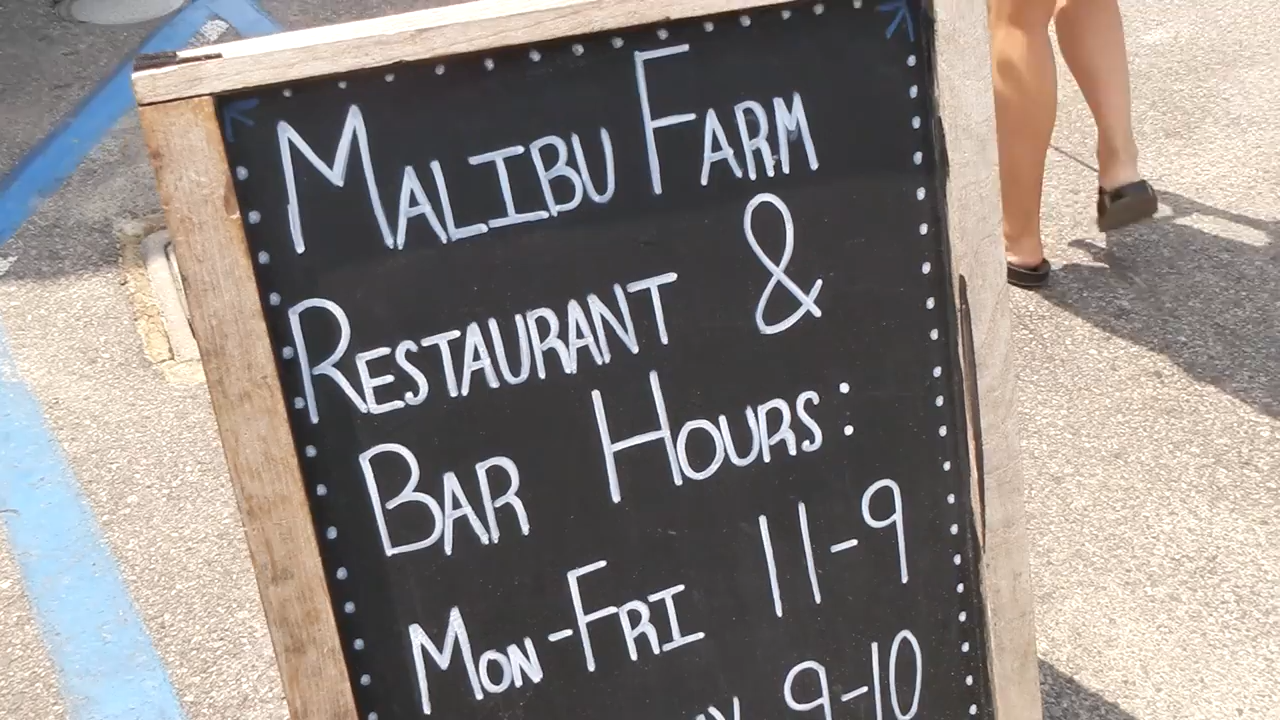 MALIBU FARM
RESTAURANT &
BAR HOURS:
MON-FRI 11-9
9-10